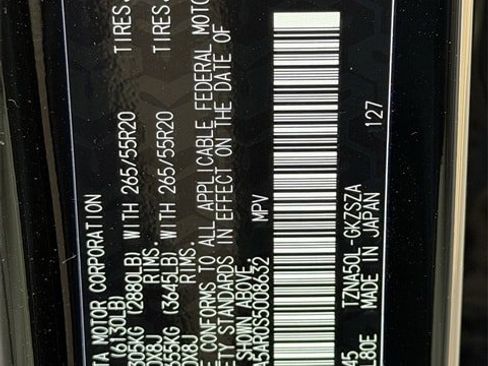 TA MOTOR CORPORATION
(6130LB)
305KG (2880LB) WITH 265/55R20 TIRES,
0X8J RIMS.
555KG (3645LB) WITH 265/55R20 TIRES,
0X8J RIMS.
E CONFORMS TO ALL APPLICABLE FEDERAL MOTO
ETY STANDARDS IN EFFECT ON THE DATE OF
SHOWN ABOVE.
A5AR0S5008632 MPV
45 TZNA50L-GKZSZA
L80E MADE IN JAPAN 127